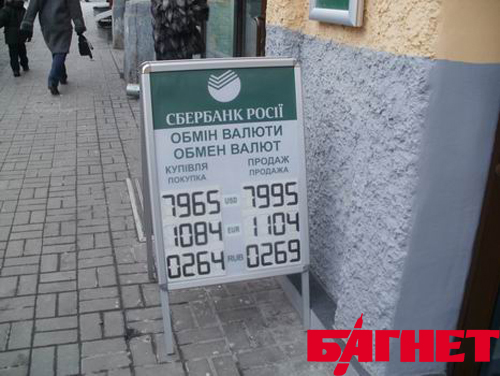 СБЕРБАНК РОСІЇ
ОБМІН ВАЛЮТИ
ОБМЕН ВАЛЮТ
КУПІВЛЯ ПРОДАЖ
ПОКУПКА ПРОДАЖА
7965 USD 7995
1084 EUR 1104
0264 RUB 0269
БАГНЕТ